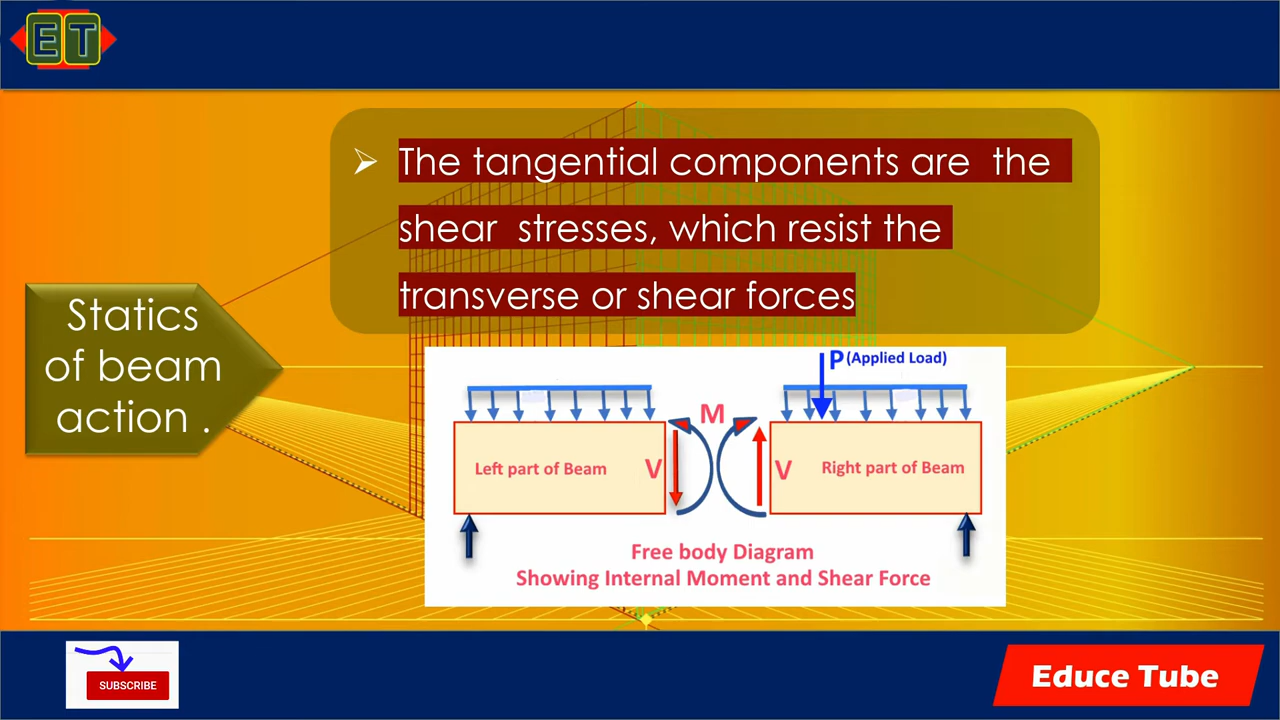 ET
➢ The tangential components are the
shear stresses, which resist the
transverse or shear forces
Statics
of beam
action .
P (Applied Load)
M
Left part of Beam
V
V
Right part of Beam
Free body Diagram
Showing Internal Moment and Shear Force
SUBSCRIBE
Educe Tube